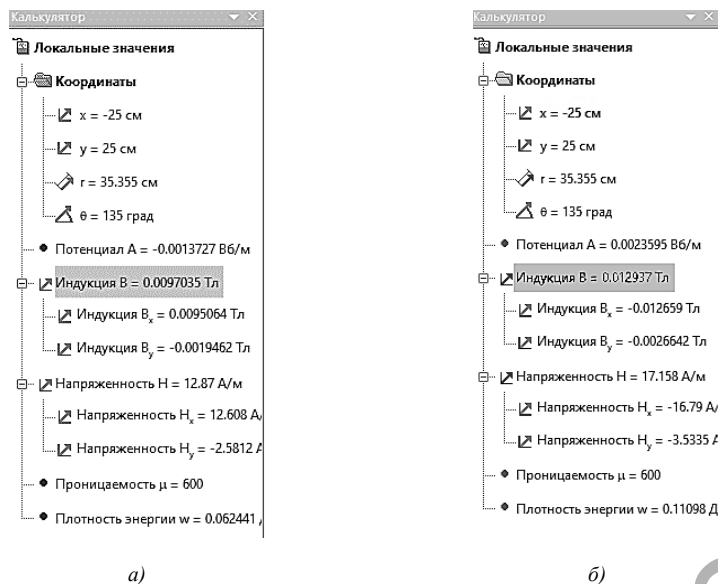 Калькулятор
Локальные значения
Координаты
x = -25 см
y = 25 см
r = 35.355 см
θ = 135 град
Потенциал A = -0.0013727 Вб/м
Индукция B = 0.0097035 Тл
Индукция Bx = 0.0095064 Тл
Индукция By = -0.0019462 Тл
Напряженность H = 12.87 А/м
Напряженность Hx = 12.608 А/
Напряженность Hy = -2.5812 А
Проницаемость μ = 600
Плотность энергии w = 0.062441
а)
Калькулятор
Локальные значения
Координаты
x = -25 см
y = 25 см
r = 35.355 см
θ = 135 град
Потенциал A = 0.0023595 Вб/м
Индукция B = 0.012937 Тл
Индукция Bx = -0.012659 Тл
Индукция By = -0.0026642 Тл
Напряженность H = 17.158 А/м
Напряженность Hx = -16.79 А/
Напряженность Hy = -3.5335 А
Проницаемость μ = 600
Плотность энергии w = 0.11098 Д
б)